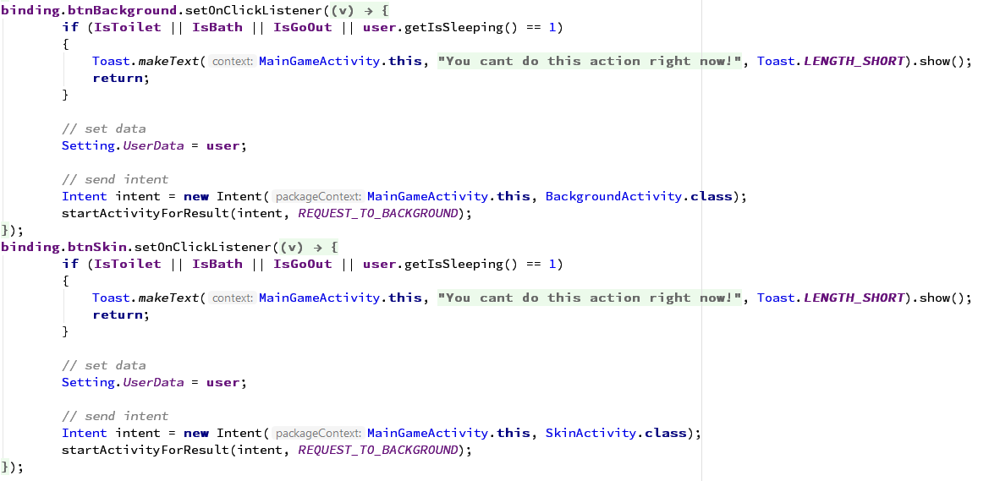 binding.btnBackground.setOnClickListener((v) → {
        if (IsToilet || IsBath || IsGoOut || user.getIsSleeping() == 1)
        {
            Toast.makeText( context: MainGameActivity.this, "You cant do this action right now!", Toast.LENGTH_SHORT).show();
            return;
        }

        // set data
        Setting.UserData = user;

        // send intent
        Intent intent = new Intent( packageContext: MainGameActivity.this, BackgroundActivity.class);
        startActivityForResult(intent, REQUEST_TO_BACKGROUND);
});
binding.btnSkin.setOnClickListener((v) → {
        if (IsToilet || IsBath || IsGoOut || user.getIsSleeping() == 1)
        {
            Toast.makeText( context: MainGameActivity.this, "You cant do this action right now!", Toast.LENGTH_SHORT).show();
            return;
        }

        // set data
        Setting.UserData = user;

        // send intent
        Intent intent = new Intent( packageContext: MainGameActivity.this, SkinActivity.class);
        startActivityForResult(intent, REQUEST_TO_BACKGROUND);
});